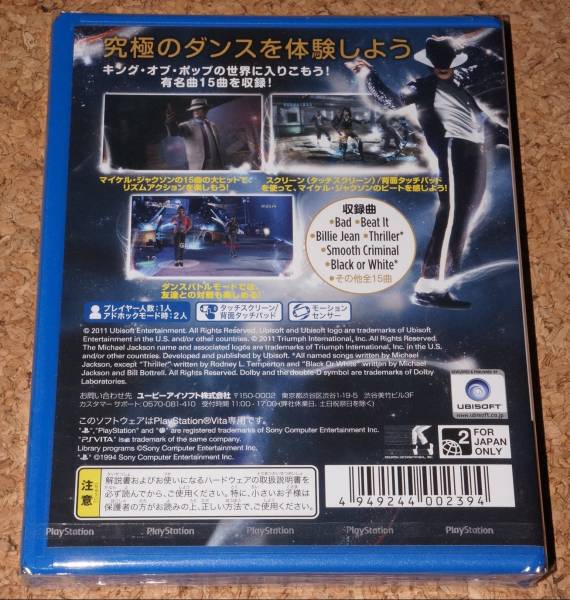 究極のダンスを体験しよう
キング・オブ・ポップの世界に入りこもう!
有名曲15曲を収録!
マイケル・ジャクソンの15曲の大ヒットで、
リズムアクションを楽しもう!
スクリーン(タッチスクリーン)/背面タッチパッド
を使って、マイケル・ジャクソンのビートを感じよう!
収録曲
•Bad •Beat It
•Billie Jean •Thriller*
•Smooth Criminal
•Black or White*
•その他全15曲
ダンスバトルモードでは、
友達との対戦も楽しめる!
プレイヤー人数:1人
アドホックモード時:2人
タッチスクリーン/
背面タッチパッド
モーション
センサー
© 2011 Ubisoft Entertainment. All Rights Reserved. Ubisoft and Ubisoft logo are trademarks of Ubisoft
Entertainment in the U.S. and/or other countries. © 2011 Triumph International, Inc. All Rights Reserved.
The Michael Jackson name and associated logos are trademarks of Triumph International, Inc. in the U.S.
and/or other countries. Developed and published by Ubisoft. *All named songs written by Michael
Jackson, except "Thriller", written by Rodney L. Temperton and "Black Or White" written by Michael
Jackson and Bill Bottrell. All Rights Reserved. Dolby and the double-D symbol are trademarks of Dolby
Laboratories.
お問い合わせ先 ユービーアイソフト株式会社 〒150-0002 東京都渋谷区渋谷1-19-5 渋谷美竹ビル3F
カスタマー サポート:0570-081-410 受付時間 11:00 - 17:00(弊社休業日、土日祝祭日を除く)
DEVELOPED & PUBLISHED BY
UBISOFT
www.ubisoft.co.jp
このソフトウェアはPlayStation®Vita専用です。
", "PlayStation" and " " are registered trademarks of Sony Computer Entertainment Inc.
"PSVITA" is a trademark of the same company.
Library programs ©Sony Computer Entertainment Inc.
©1994 Sony Computer Entertainment Inc.
2
FOR
JAPAN
ONLY
注意
解説書およびお使いになるハードウェアの取扱説明書を
必ず読んでから、ご使用ください。特に、小さいお子様は
保護者の方がお読みの上、正しい方法で、ご使用ください。
4 949244 002394
PlayStation PlayStation PlayStation PlayStation